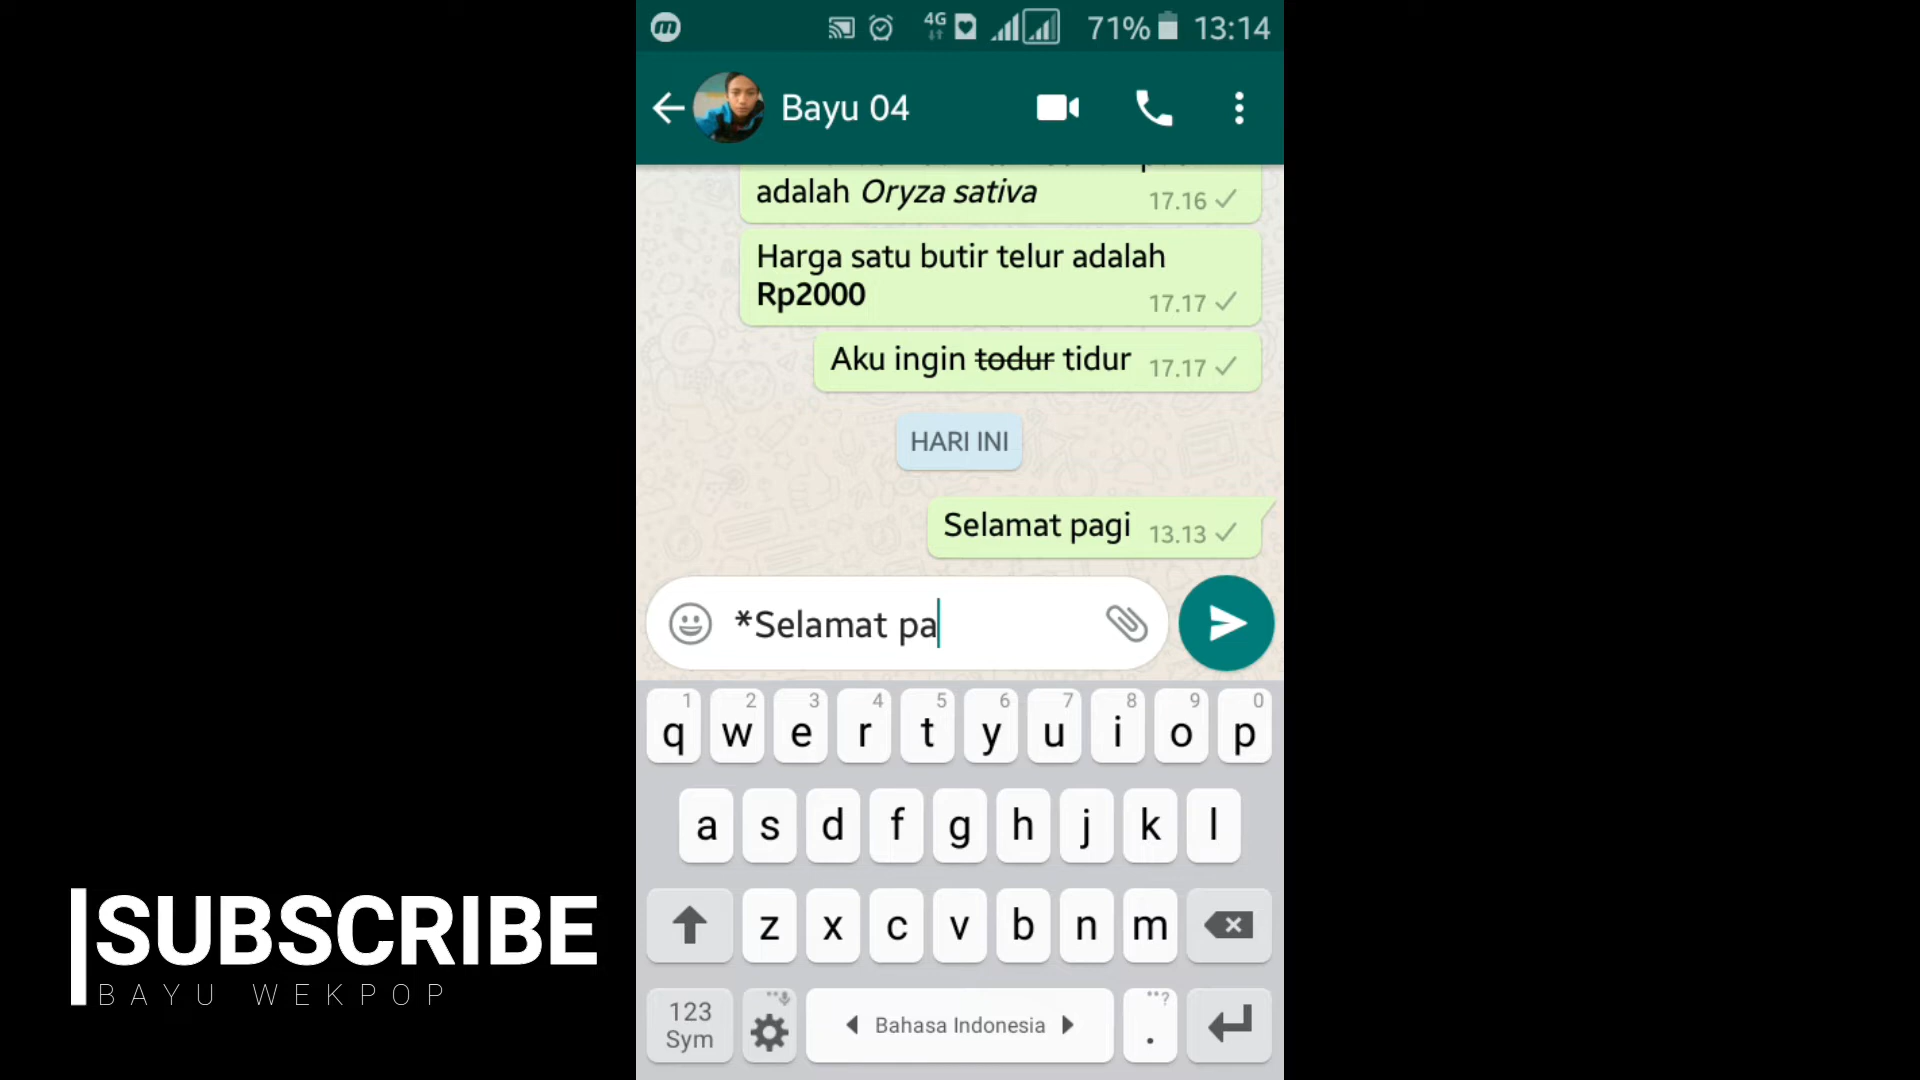 4G 71% 13:14
Bayu 04
adalah Oryza sativa 17.16
Harga satu butir telur adalah
Rp2000 17.17
Aku ingin todur tidur 17.17
HARI INI
Selamat pagi 13.13
*Selamat pa
1 2 3 4 5 6 7 8 9 0
q w e r t y u i o p
a s d f g h j k l
z x c v b n m
123
Sym
Bahasa Indonesia
. ?
SUBSCRIBE
BAYU WEKPOP